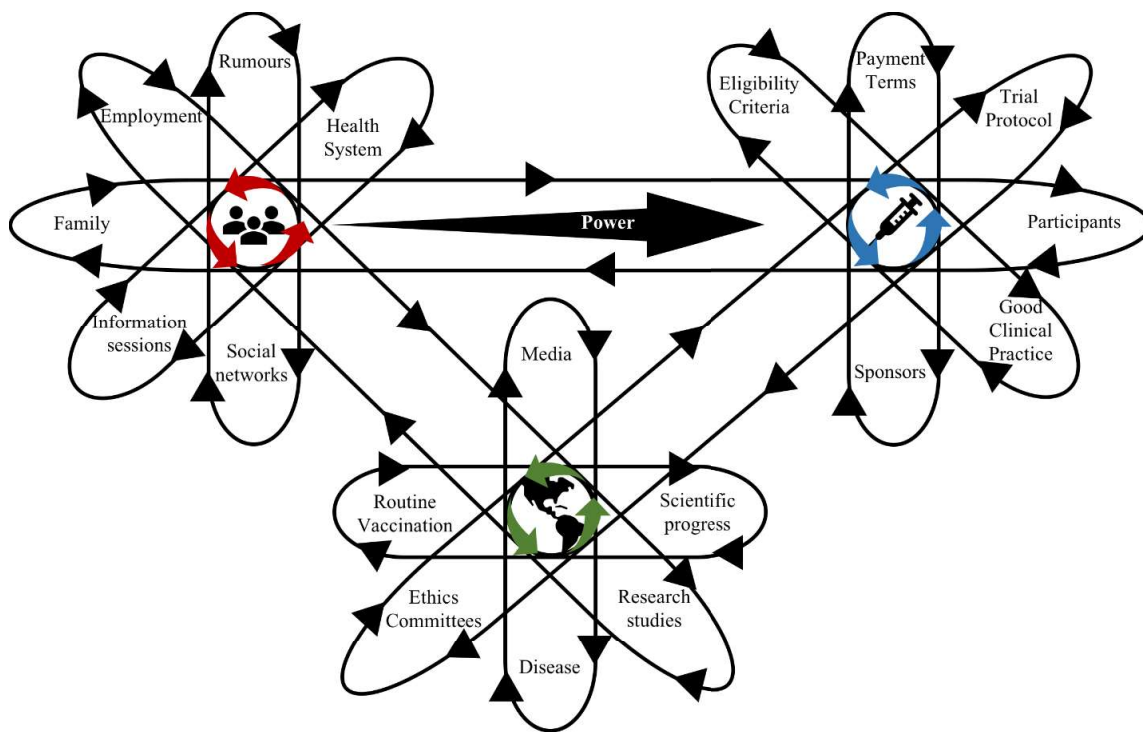 Rumours
Employment
Health
System
Family
Information
sessions
Social
networks
Power
Eligibility
Criteria
Payment
Terms
Trial
Protocol
Participants
Good
Clinical
Practice
Sponsors
Media
Routine
Vaccination
Scientific
progress
Ethics
Committees
Research
studies
Disease